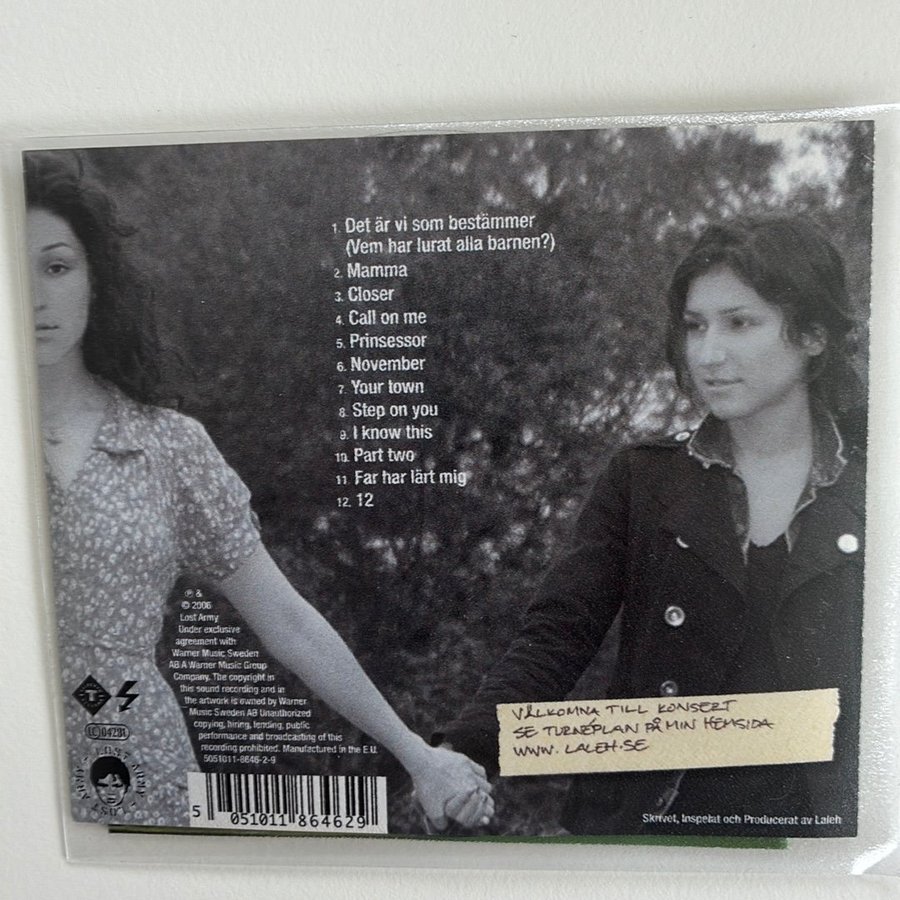 1. Det är vi som bestämmer
(Vem har lurat alla barnen?)
2. Mamma
3. Closer
4. Call on me
5. Prinsessor
6. November
7. Your town
8. Step on you
9. I know this
10. Part two
11. Far har lärt mig
12. 12
℗ &
© 2006
Lost Army
Under exclusive
agreement with
Warner Music Sweden
AB A Warner Music Group
Company. The copyright in
this sound recording and in
the artwork is owned by Warner
Music Sweden AB Unauthorized
copying, hiring, lending, public
performance and broadcasting of this
recording prohibited. Manufactured in the E.U.
5051011-8646-2-9
LC 04281
LOST ARMY LOST ARMY
5 051011 864629
VÄLKOMNA TILL KONSERT
SE TURNÉPLAN PÅ MIN HEMSIDA
WWW.LALEH.SE
Skrivet, Inspelat och Producerat av Laleh